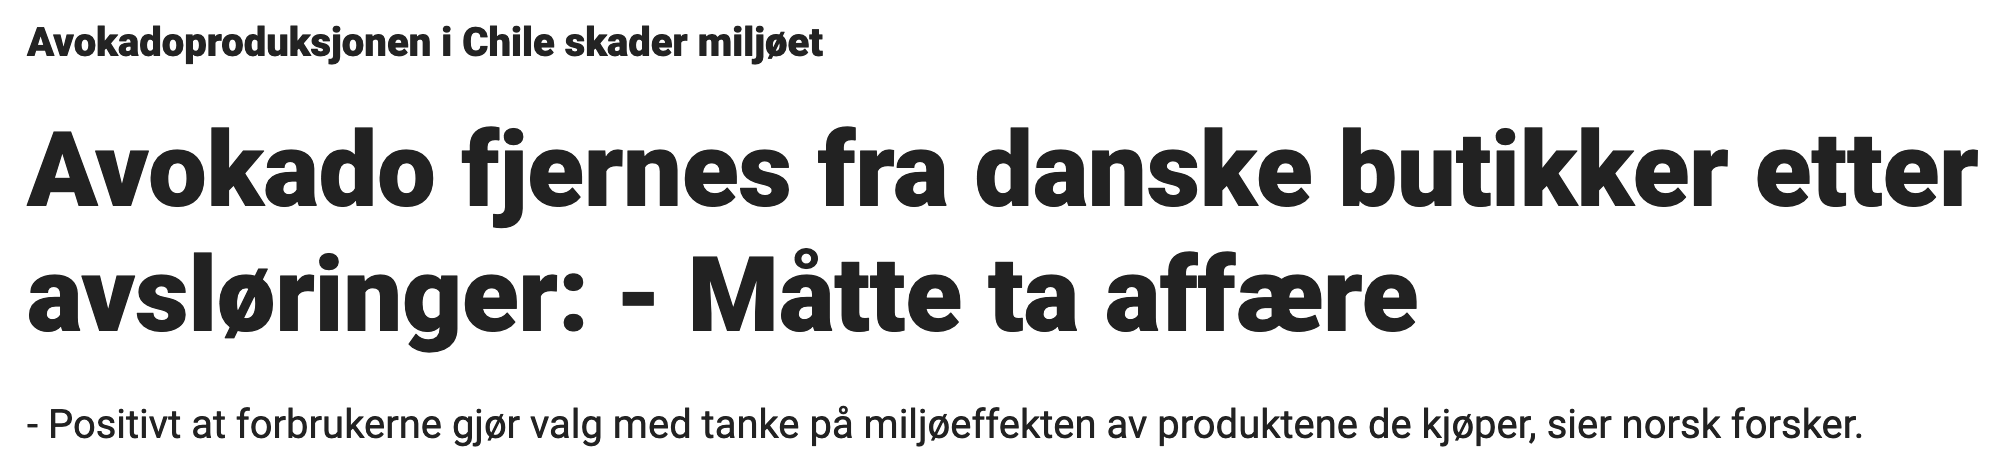 Avokadoproduksjonen i Chile skader miljøet
Avokado fjernes fra danske butikker etter
avsløringer: - Måtte ta affære
- Positivt at forbrukerne gjør valg med tanke på miljøeffekten av produktene de kjøper, sier norsk forsker.